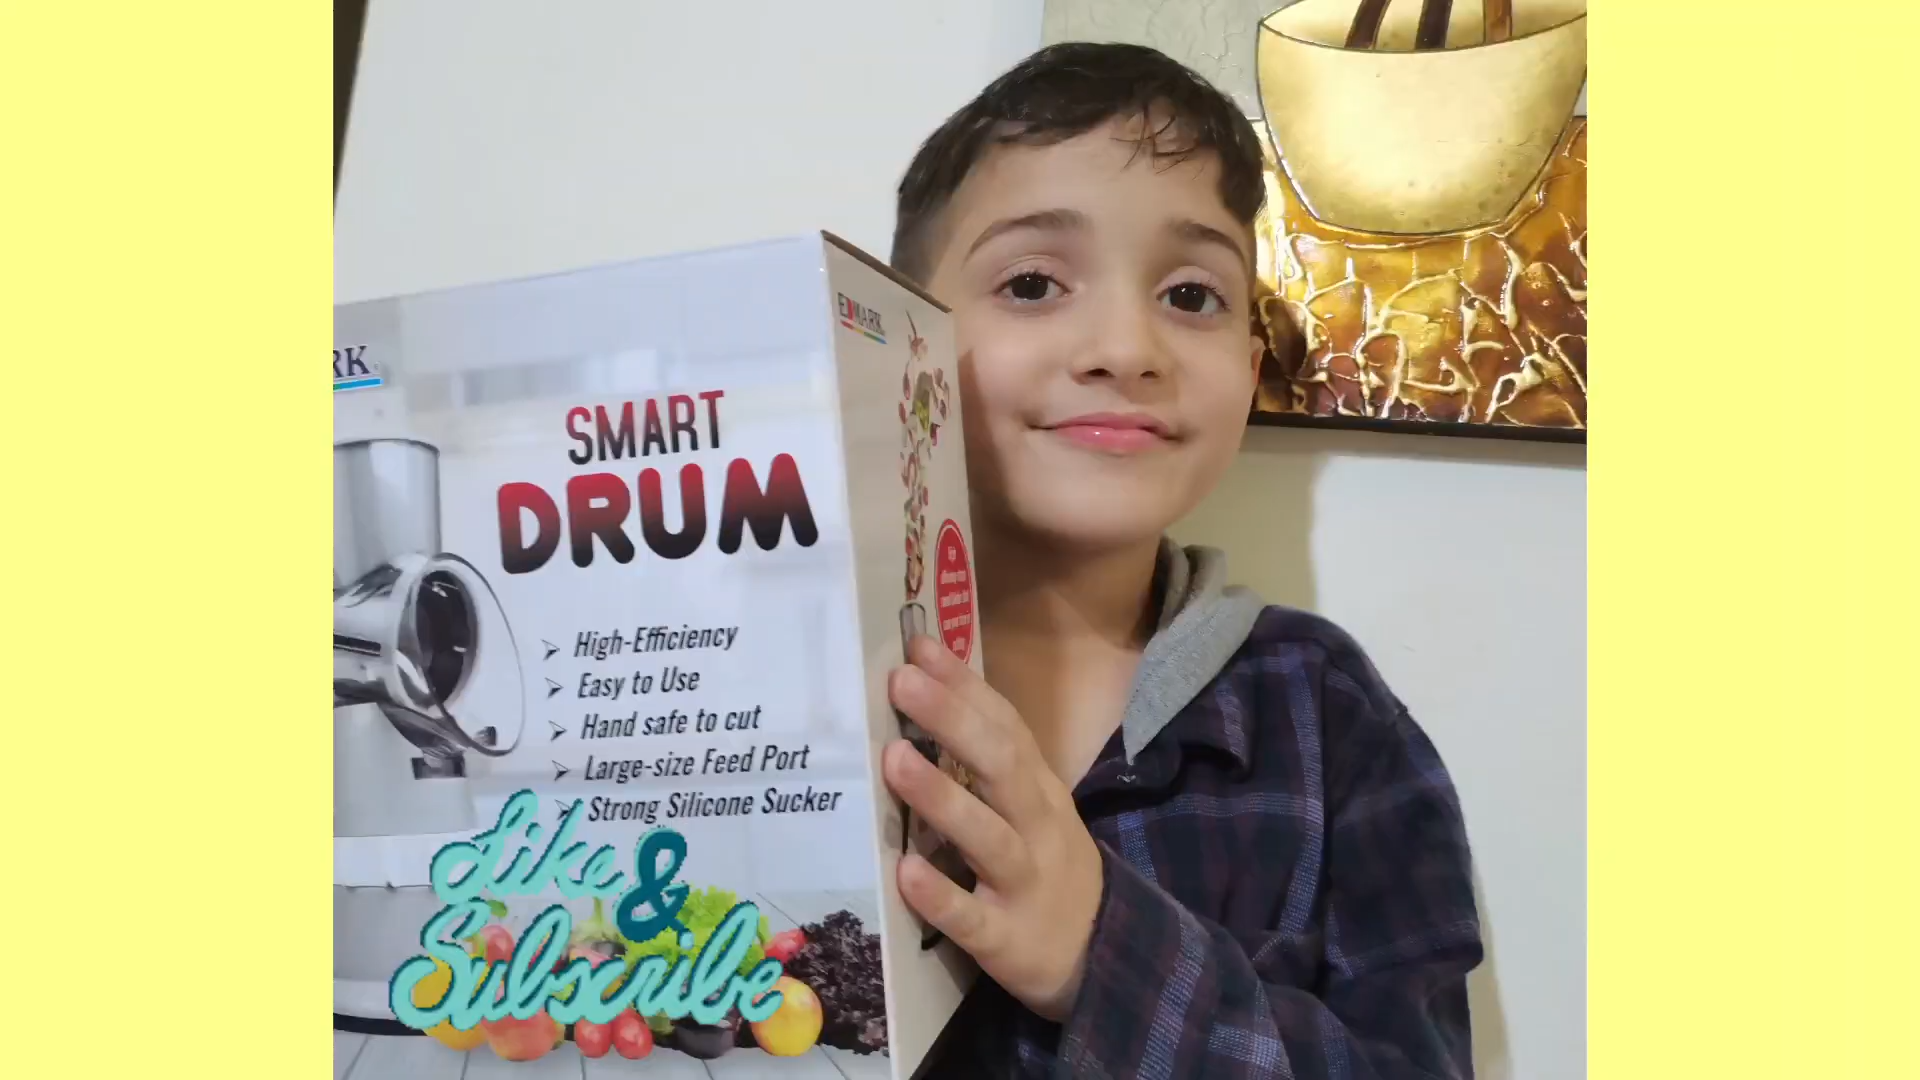 RK
EDMARK
SMART
DRUM
High-Efficiency
Easy to Use
Hand safe to cut
Large-size Feed Port
Strong Silicone Sucker
Like &
Subscribe